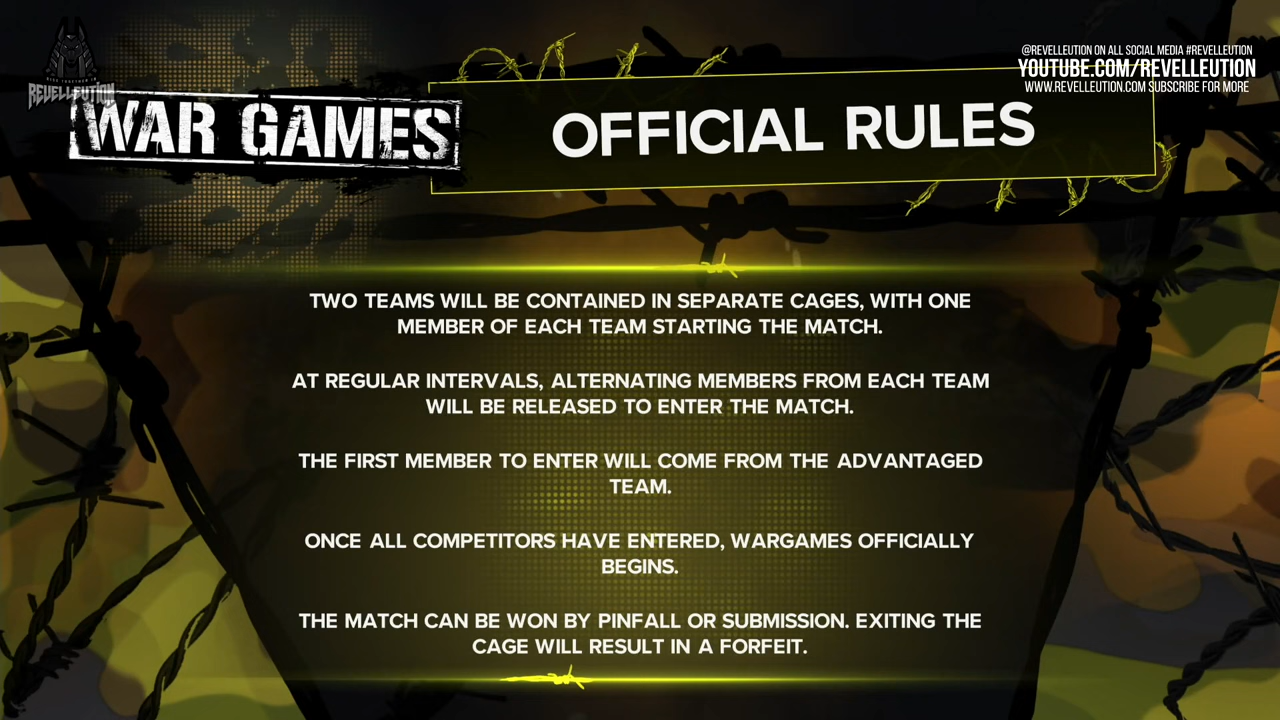 REVELLEUTION
@REVELLEUTION ON ALL SOCIAL MEDIA #REVELLEUTION
YOUTUBE.COM/REVELLEUTION
WWW.REVELLEUTION.COM SUBSCRIBE FOR MORE
WAR GAMES
OFFICIAL RULES
TWO TEAMS WILL BE CONTAINED IN SEPARATE CAGES, WITH ONE
MEMBER OF EACH TEAM STARTING THE MATCH.
AT REGULAR INTERVALS, ALTERNATING MEMBERS FROM EACH TEAM
WILL BE RELEASED TO ENTER THE MATCH.
THE FIRST MEMBER TO ENTER WILL COME FROM THE ADVANTAGED
TEAM.
ONCE ALL COMPETITORS HAVE ENTERED, WARGAMES OFFICIALLY
BEGINS.
THE MATCH CAN BE WON BY PINFALL OR SUBMISSION. EXITING THE
CAGE WILL RESULT IN A FORFEIT.